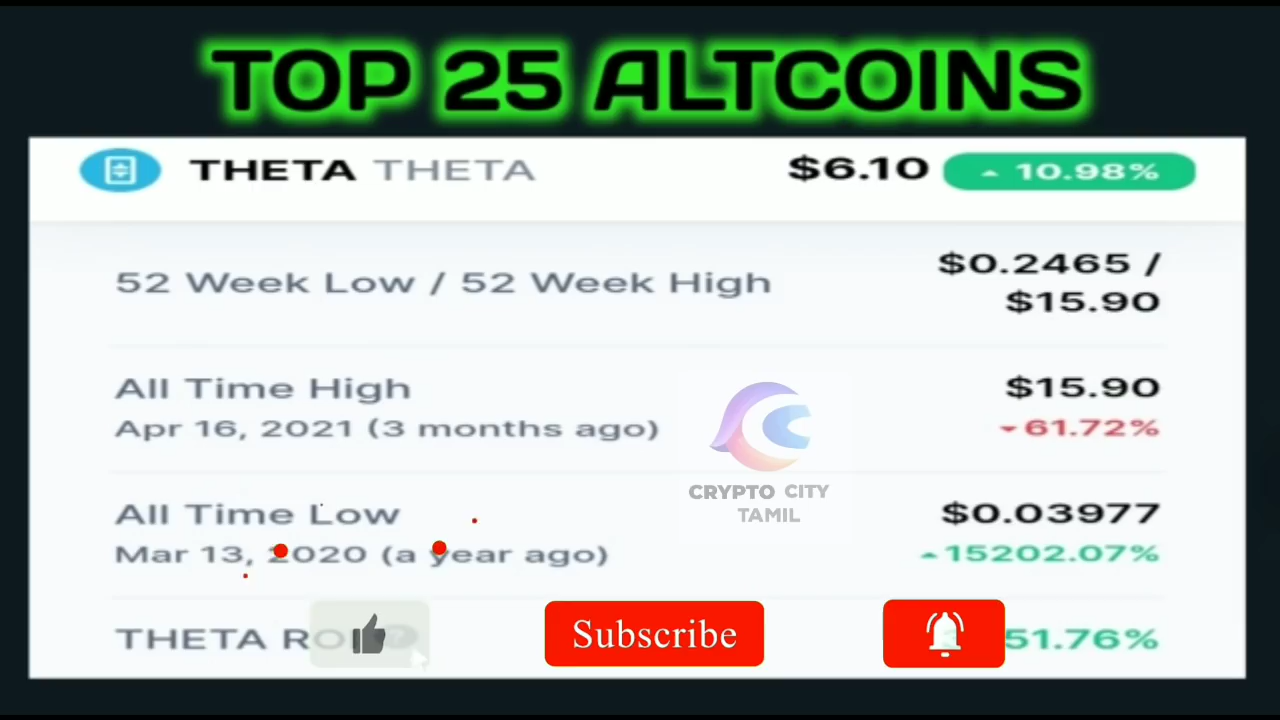 TOP 25 ALTCOINS
THETA THETA $6.10 10.98%
52 Week Low / 52 Week High $0.2465 /
$15.90
All Time High $15.90
Apr 16, 2021 (3 months ago) 61.72%
CRYPTO CITY
TAMIL
All Time Low $0.03977
Mar 13, 2020 (a year ago) 15202.07%
THETA Subscribe 51.76%